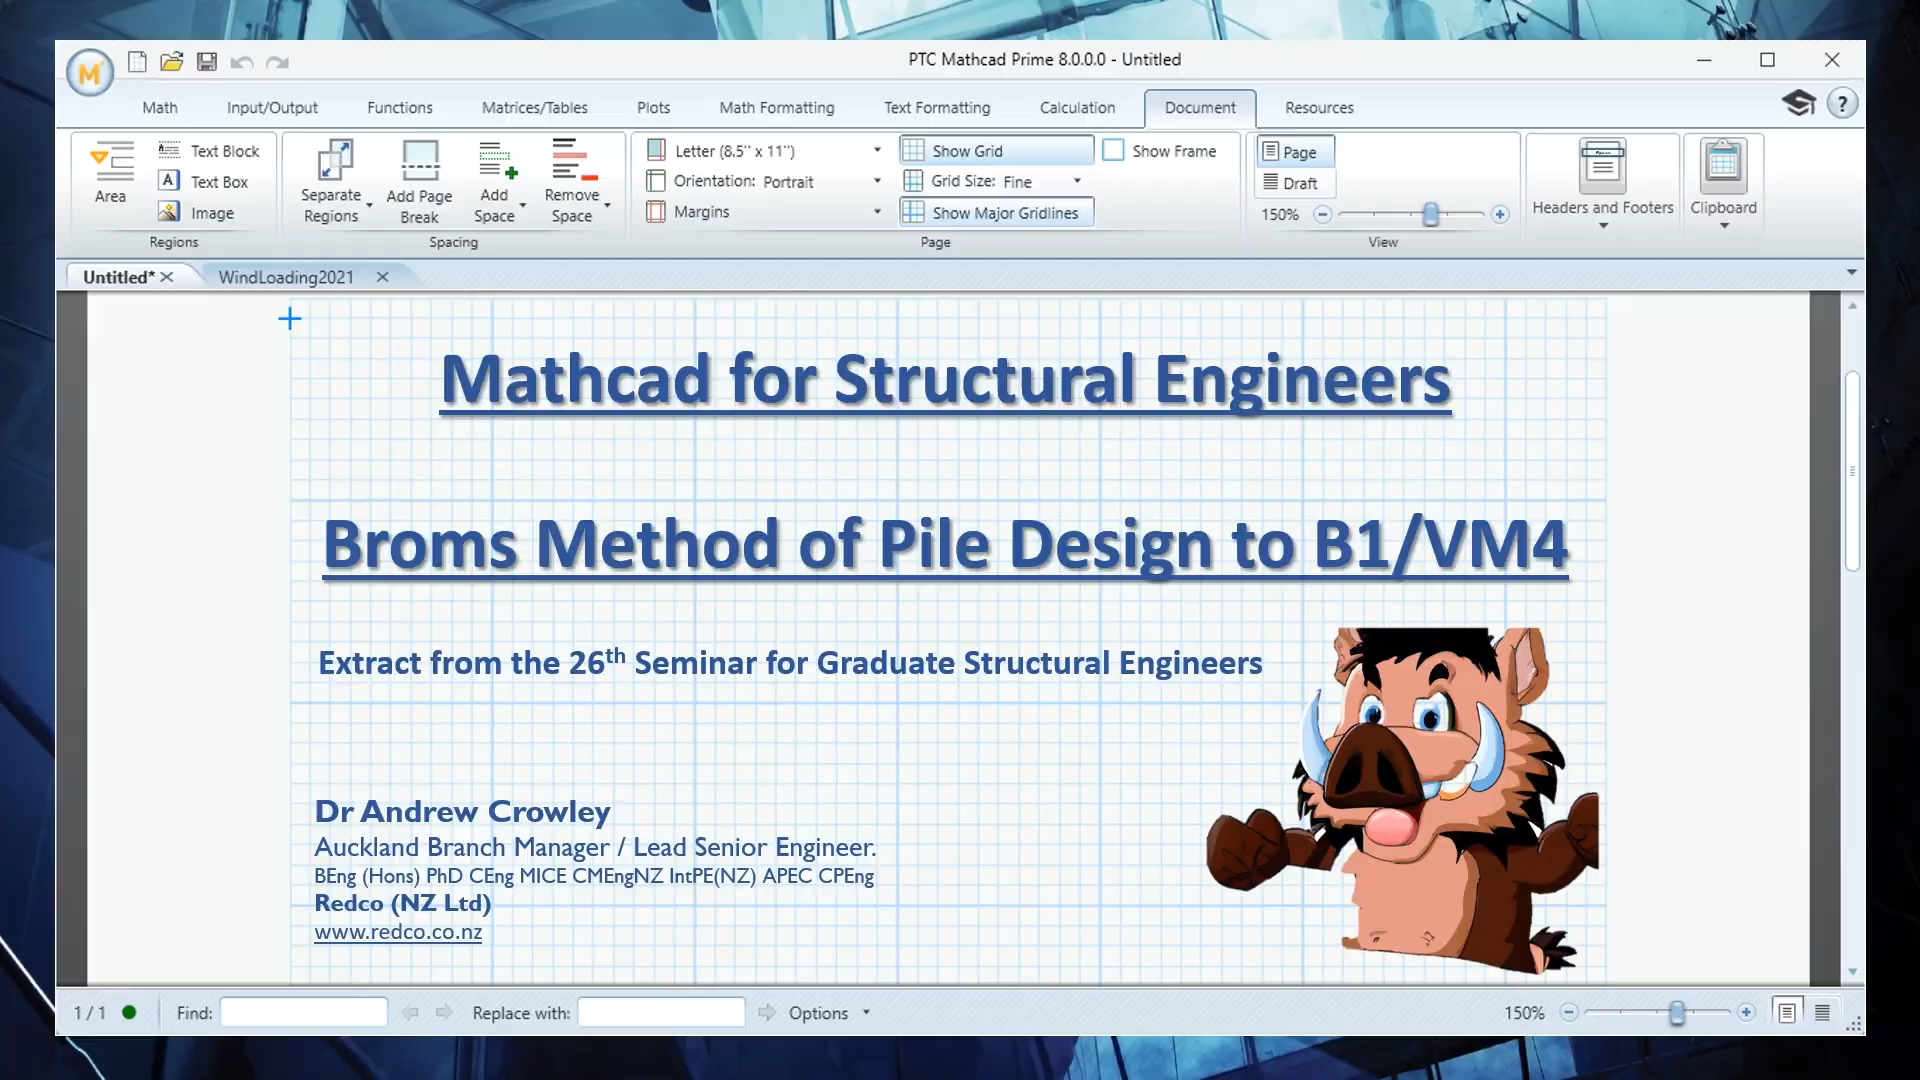 PTC Mathcad Prime 8.0.0.0 - Untitled
Math Input/Output Functions Matrices/Tables Plots Math Formatting Text Formatting Calculation Document Resources
Area
Text Block
Text Box
Image
Regions
Separate Regions
Add Page Break
Add Space
Remove Space
Spacing
Letter (8.5" x 11")
Orientation: Portrait
Margins
Show Grid
Grid Size: Fine
Show Major Gridlines
Show Frame
Page
Page
Draft
150%
View
Headers and Footers
Clipboard
Untitled* WindLoading2021
Mathcad for Structural Engineers
Broms Method of Pile Design to B1/VM4
Extract from the 26th Seminar for Graduate Structural Engineers
Dr Andrew Crowley
Auckland Branch Manager / Lead Senior Engineer.
BEng (Hons) PhD CEng MICE CMEngNZ IntPE(NZ) APEC CPEng
Redco (NZ Ltd)
www.redco.co.nz
1 / 1 Find: Replace with: Options 150%